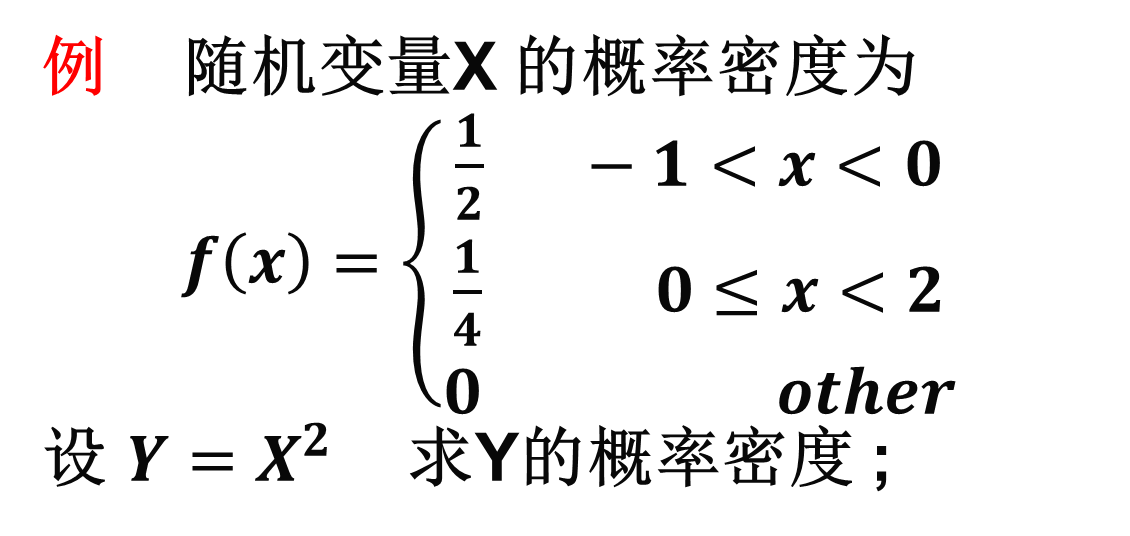 例 随机变量X 的概率密度为
f(x) = { 1/2 -1 < x < 0
1/4 0 ≤ x < 2
0 other
设 Y = X² 求Y的概率密度；